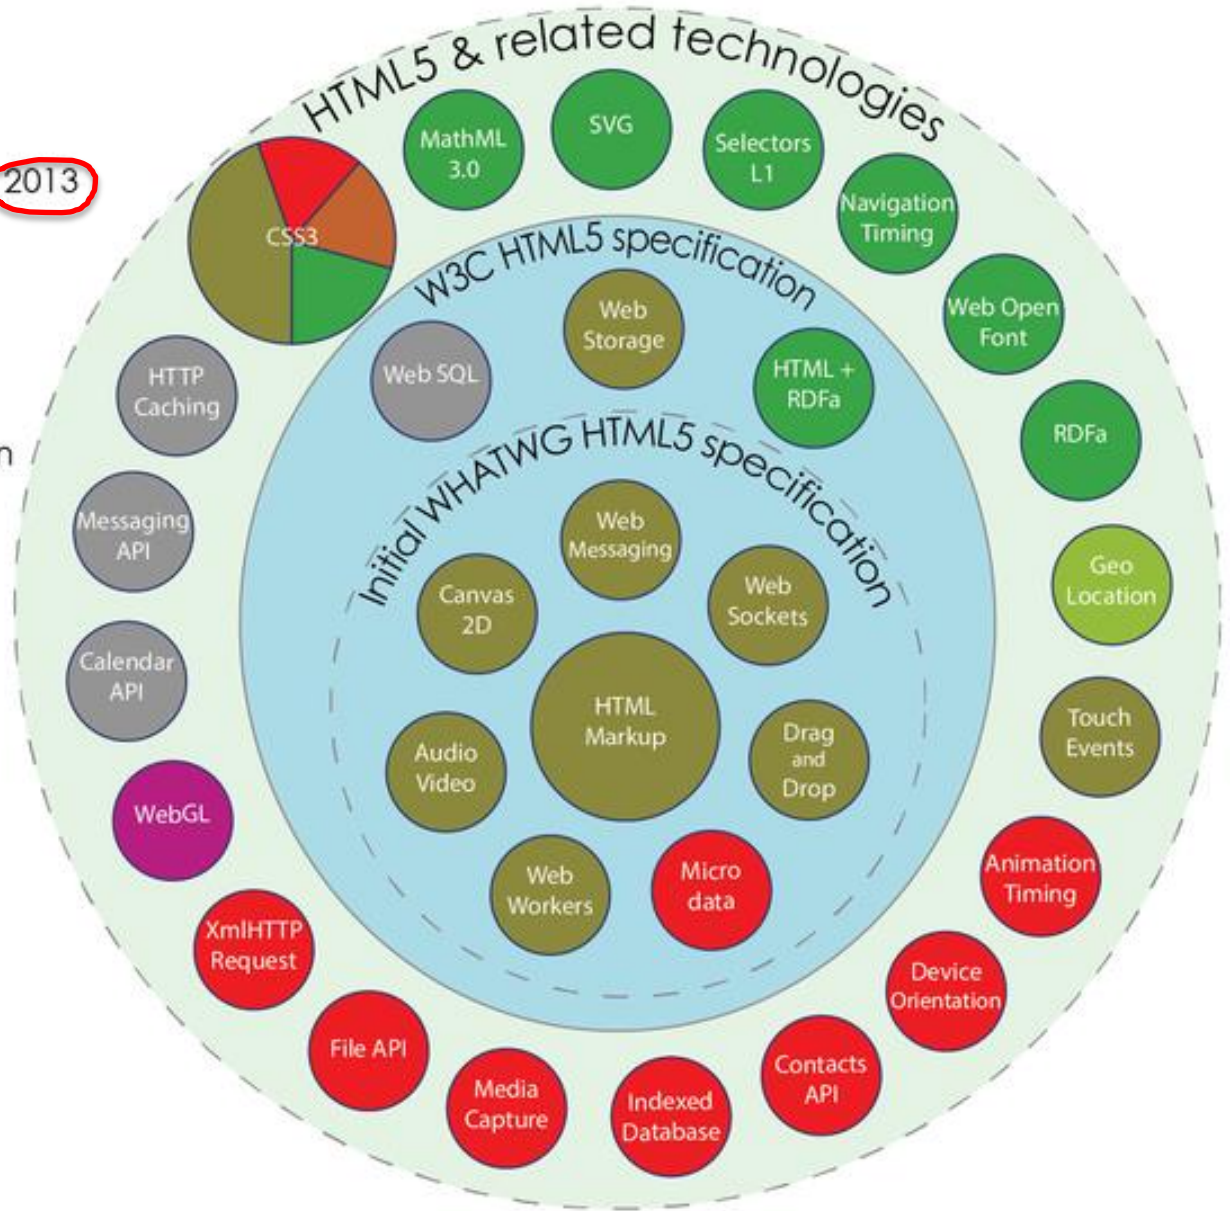 HTML5 & related technologies
2013
MathML
3.0
SVG
Selectors
L1
Navigation
Timing
CSS3
W3C HTML5 specification
Web Open
Font
Web
Storage
Web SQL
HTML +
RDFa
HTTP
Caching
RDFa
n
Initial WHATWG HTML5 specification
Messaging
API
Web
Messaging
Geo
Location
Canvas
2D
Web
Sockets
Calendar
API
HTML
Markup
Touch
Events
Audio
Video
Drag
and
Drop
WebGL
Web
Workers
Micro
data
Animation
Timing
XmlHTTP
Request
Device
Orientation
File API
Media
Capture
Indexed
Database
Contacts
API